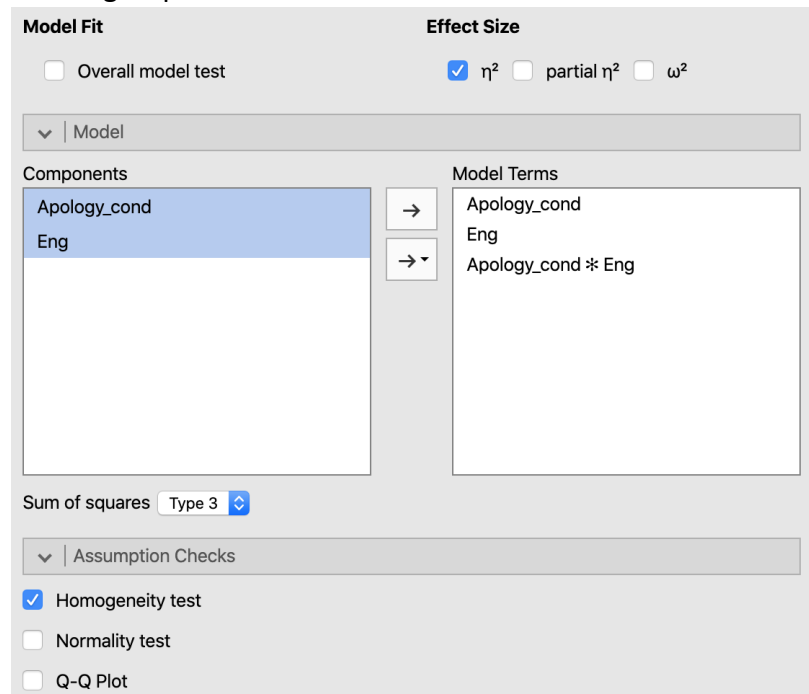 Model Fit
Effect Size
Overall model test
η² partial η² ω²
Model
Components
Model Terms
Apology_cond
Eng
Apology_cond
Eng
Apology_cond ✻ Eng
Sum of squares Type 3
Assumption Checks
Homogeneity test
Normality test
Q-Q Plot